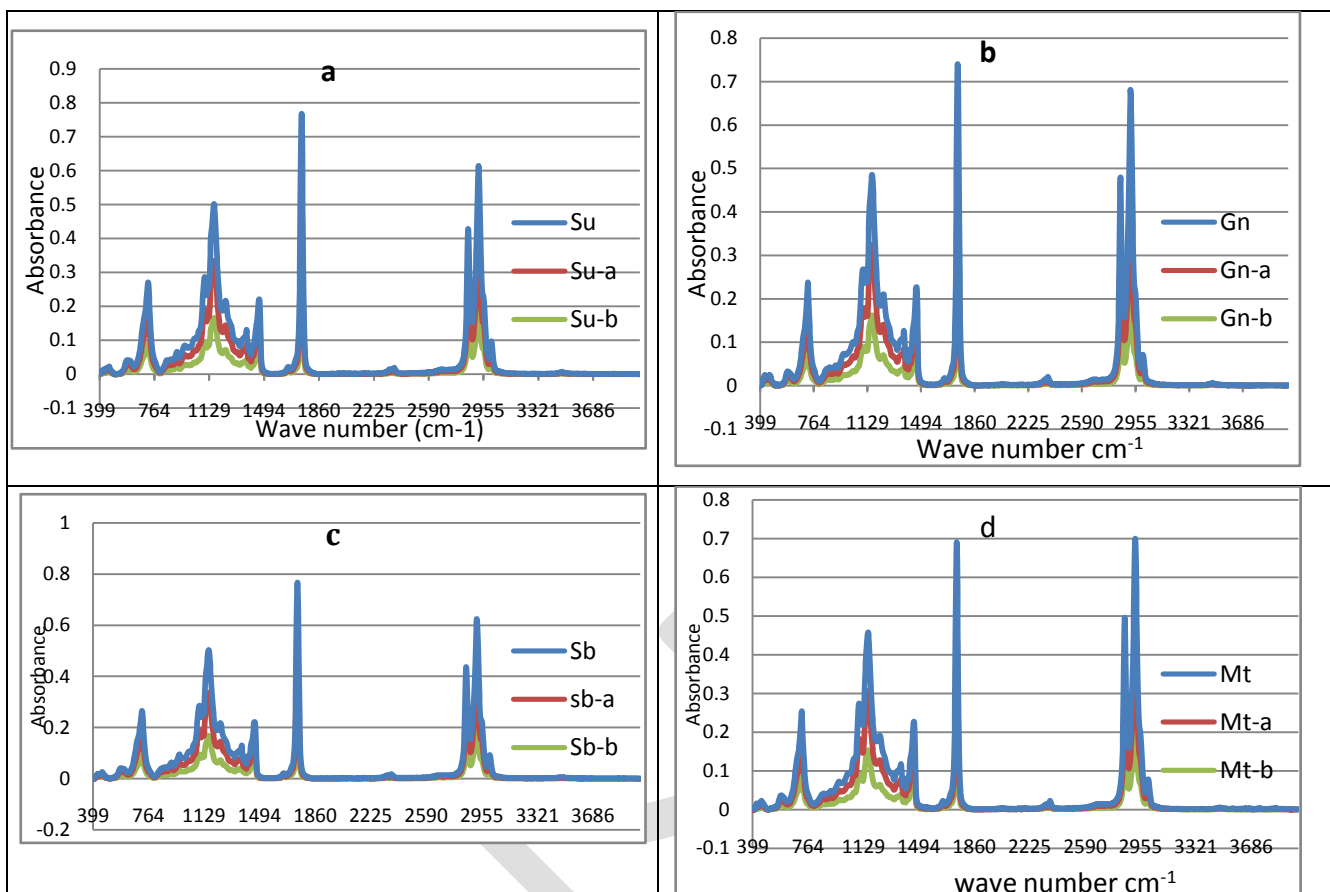 a
0.9
0.8
0.7
0.6
0.5
0.4
0.3
0.2
0.1
0
-0.1
Absorbance
Su
Su-a
Su-b
399 764 1129 1494 1860 2225 2590 2955 3321 3686
Wave number (cm-1)
b
0.8
0.7
0.6
0.5
0.4
0.3
0.2
0.1
0
-0.1
Absorbance
Gn
Gn-a
Gn-b
399 764 1129 1494 1860 2225 2590 2955 3321 3686
Wave number cm-1
c
1
0.8
0.6
0.4
0.2
0
-0.2
Absorbance
Sb
sb-a
Sb-b
399 764 1129 1494 1860 2225 2590 2955 3321 3686
d
0.8
0.7
0.6
0.5
0.4
0.3
0.2
0.1
0
-0.1
Absorbance
Mt
Mt-a
Mt-b
399 764 1129 1494 1860 2225 2590 2955 3321 3686
wave number cm-1